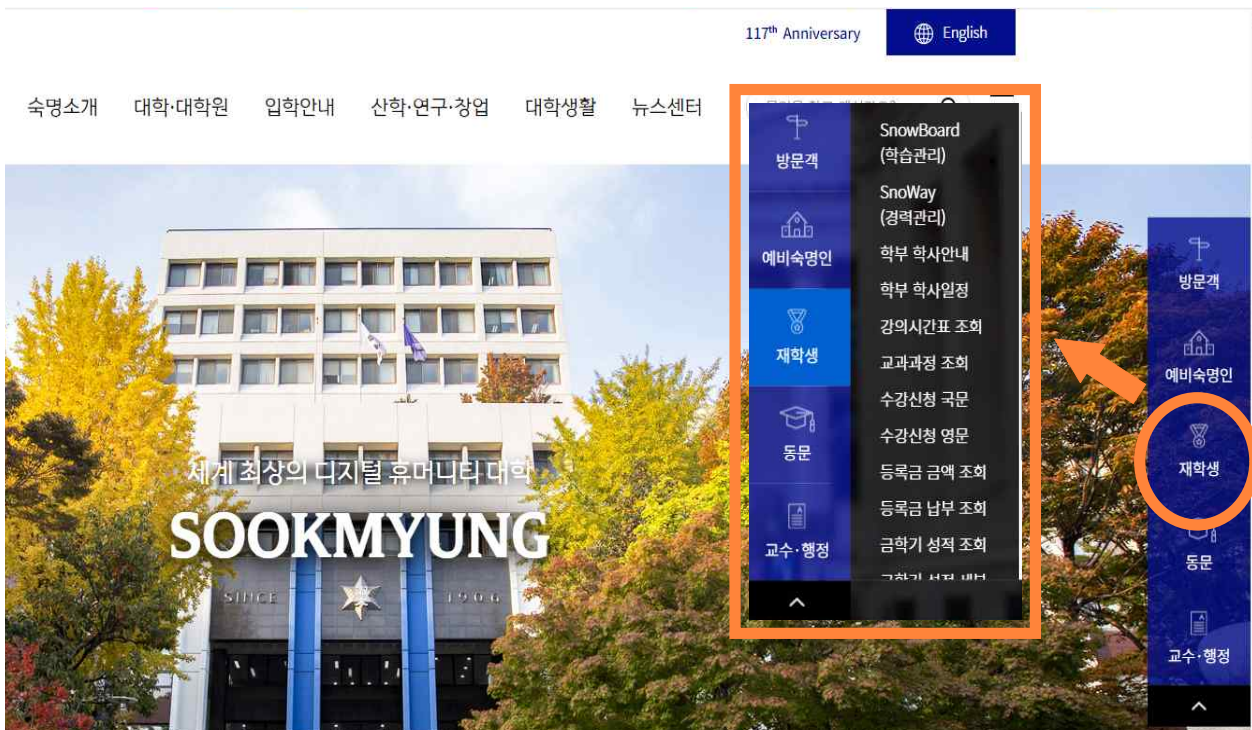 117th Anniversary
English
숙명소개 대학·대학원 입학안내 산학·연구·창업 대학생활 뉴스센터
방문객
예비숙명인
재학생
동문
교수·행정
SnowBoard
(학습관리)
SnoWay
(경력관리)
학부 학사안내
학부 학사일정
강의시간표 조회
교과과정 조회
수강신청 국문
수강신청 영문
등록금 금액 조회
등록금 납부 조회
금학기 성적 조회
방문객
예비숙명인
재학생
동문
교수·행정
세계 최상의 디지털 휴머니티 대학
SOOKMYUNG
SINCE 1906